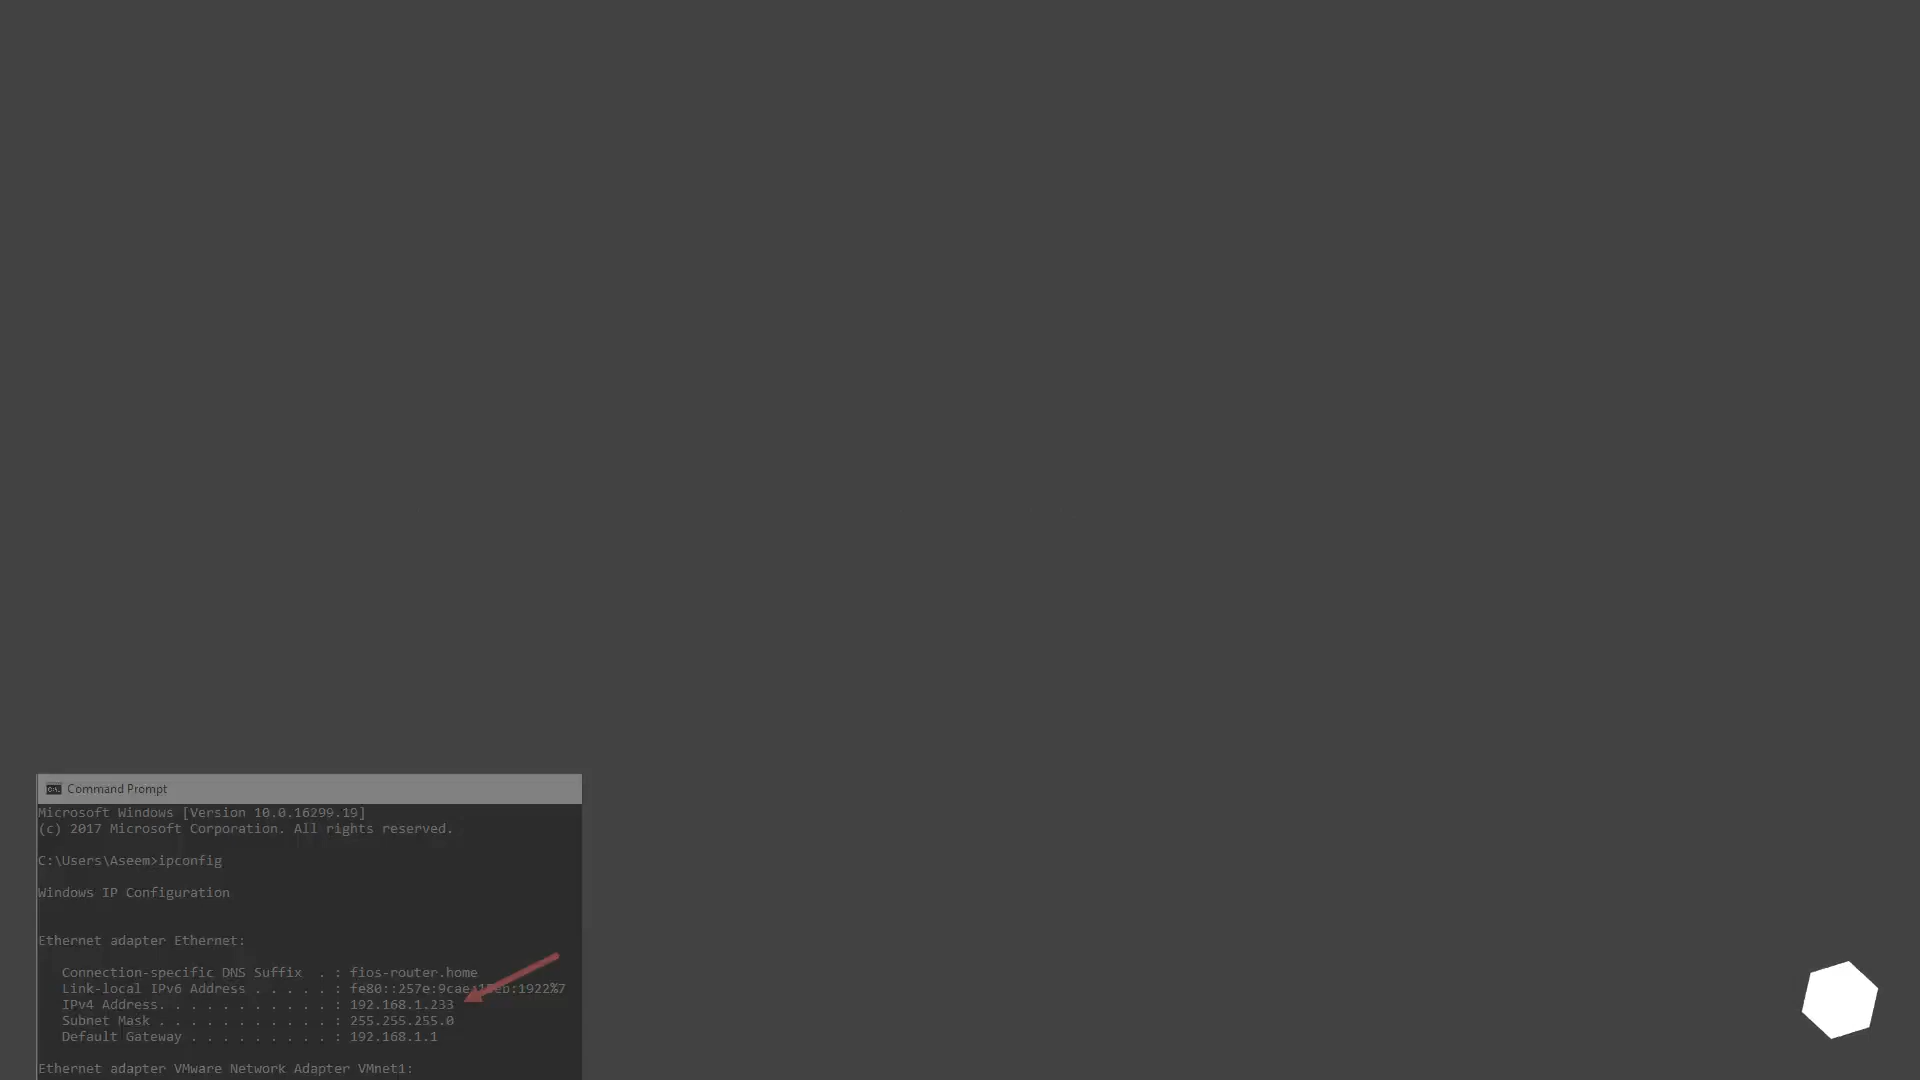 Command Prompt
Microsoft Windows [Version 10.0.16299.19]
(c) 2017 Microsoft Corporation. All rights reserved.
C:\Users\Aseem>ipconfig
Windows IP Configuration
Ethernet adapter Ethernet:
Connection-specific DNS Suffix . : fios-router.home
Link-local IPv6 Address . . . . . : 
IPv4 Address. . . . . . . . . . . : 192.168.1.233
Subnet Mask . . . . . . . . . . . : 255.255.255.0
Default Gateway . . . . . . . . . : 192.168.1.1
Ethernet adapter VMware Network Adapter VMnet1: